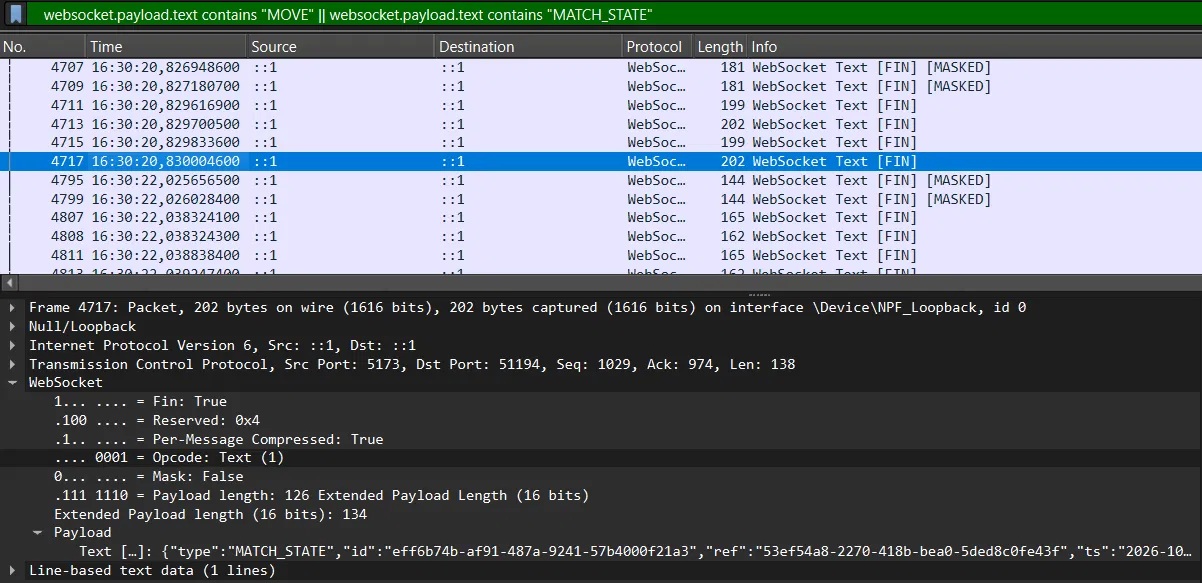 websocket.payload.text contains "MOVE" || websocket.payload.text contains "MATCH_STATE"
No. Time Source Destination Protocol Length Info
4707 16:30:20,826948600 ::1 ::1 WebSoc… 181 WebSocket Text [FIN] [MASKED]
4709 16:30:20,827180700 ::1 ::1 WebSoc… 181 WebSocket Text [FIN] [MASKED]
4711 16:30:20,829616900 ::1 ::1 WebSoc… 199 WebSocket Text [FIN]
4713 16:30:20,829700500 ::1 ::1 WebSoc… 202 WebSocket Text [FIN]
4715 16:30:20,829833600 ::1 ::1 WebSoc… 199 WebSocket Text [FIN]
4717 16:30:20,830004600 ::1 ::1 WebSoc… 202 WebSocket Text [FIN]
4795 16:30:22,025656500 ::1 ::1 WebSoc… 144 WebSocket Text [FIN] [MASKED]
4799 16:30:22,026028400 ::1 ::1 WebSoc… 144 WebSocket Text [FIN] [MASKED]
4807 16:30:22,038324100 ::1 ::1 WebSoc… 165 WebSocket Text [FIN]
4808 16:30:22,038324300 ::1 ::1 WebSoc… 162 WebSocket Text [FIN]
4811 16:30:22,038838400 ::1 ::1 WebSoc… 165 WebSocket Text [FIN]
4813 16:30:22,039247400 ::1 ::1 WebSoc… 162 WebSocket Text [FIN]
Frame 4717: Packet, 202 bytes on wire (1616 bits), 202 bytes captured (1616 bits) on interface \Device\NPF_Loopback, id 0
Null/Loopback
Internet Protocol Version 6, Src: ::1, Dst: ::1
Transmission Control Protocol, Src Port: 5173, Dst Port: 51194, Seq: 1029, Ack: 974, Len: 138
WebSocket
1... .... = Fin: True
.100 .... = Reserved: 0x4
.1.. .... = Per-Message Compressed: True
.... 0001 = Opcode: Text (1)
0... .... = Mask: False
.111 1110 = Payload length: 126 Extended Payload Length (16 bits)
Extended Payload length (16 bits): 134
Payload
Text […]: {"type":"MATCH_STATE","id":"eff6b74b-af91-487a-9241-57b4000f21a3","ref":"53ef54a8-2270-418b-bea0-5ded8c0fe43f","ts":"2026-10…
Line-based text data (1 lines)